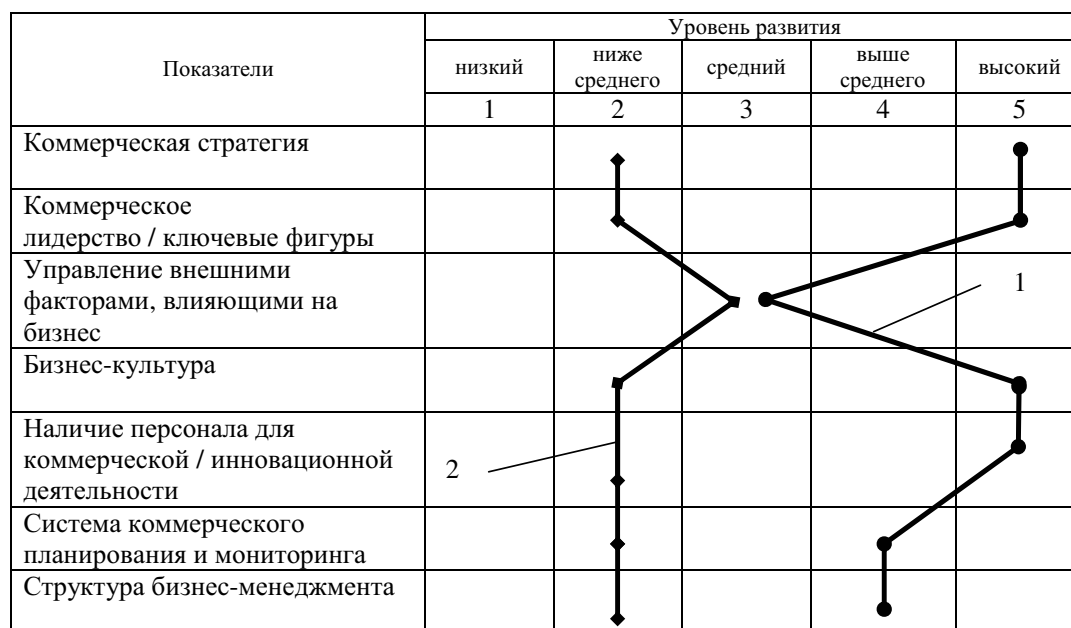 Показатели
Уровень развития
низкий
ниже
среднего
средний
выше
среднего
высокий
1 2 3 4 5
Коммерческая стратегия
Коммерческое
лидерство / ключевые фигуры
Управление внешними
факторами, влияющими на
бизнес
1
Бизнес-культура
Наличие персонала для
коммерческой / инновационной
деятельности
2
Система коммерческого
планирования и мониторинга
Структура бизнес-менеджмента